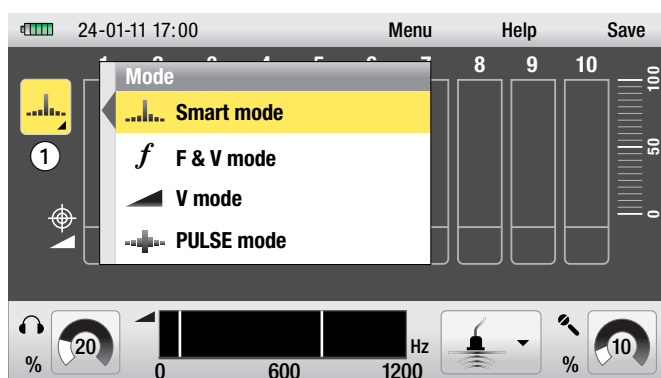 24-01-11 17:00 Menu Help Save
8 9 10
Mode
Smart mode
f F & V mode
V mode
PULSE mode
1
100
50
0
% 20
Hz
0 600 1200
% 10